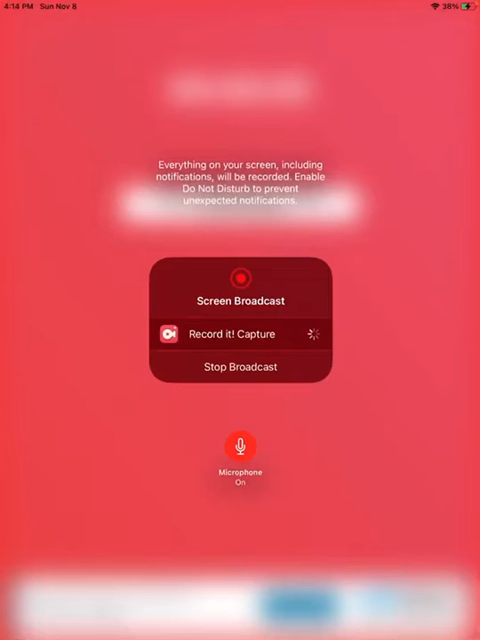 4:14 PM Sun Nov 8 38%
Everything on your screen, including
notifications, will be recorded. Enable
Do Not Disturb to prevent
unexpected notifications.
Screen Broadcast
Record it! Capture
Stop Broadcast
Microphone
On